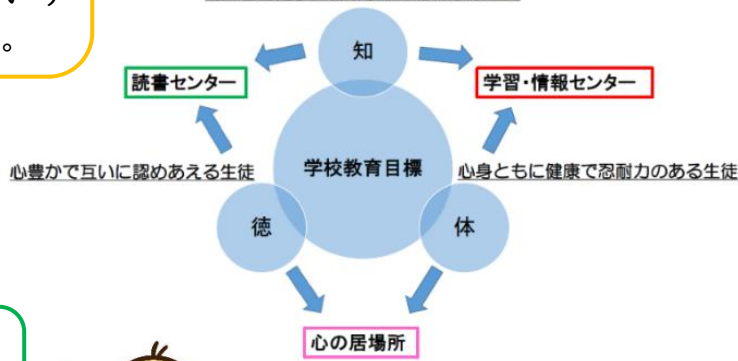 。
知
読書センター
学習・情報センター
心豊かで互いに認めあえる生徒
学校教育目標
心身ともに健康で忍耐力のある生徒
徳
体
心の居場所